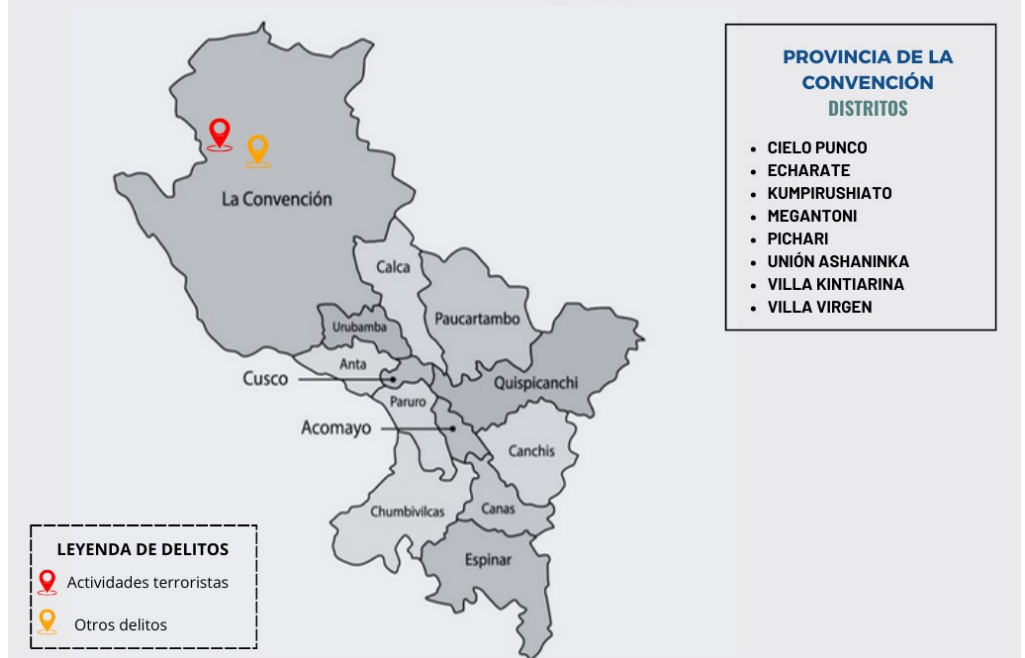 PROVINCIA DE LA
CONVENCIÓN
DISTRITOS
• CIELO PUNCO
• ECHARATE
• KUMPIRUSHIATO
• MEGANTONI
• PICHARI
• UNIÓN ASHANINKA
• VILLA KINTIARINA
• VILLA VIRGEN
La Convención
Calca
Paucartambo
Urubamba
Anta
Cusco
Quispicanchi
Paruro
Acomayo
Canchis
Chumbivilcas
Canas
Espinar
LEYENDA DE DELITOS
Actividades terroristas
Otros delitos